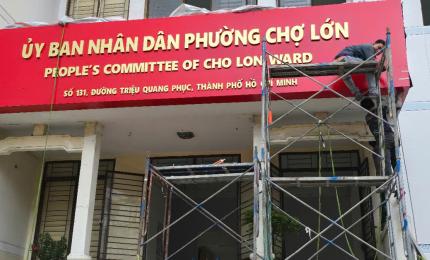 ỦY BAN NHÂN DÂN PHƯỜNG CHỢ LỚN
PEOPLE'S COMMITTEE OF CHO LON WARD
SỐ 131, ĐƯỜNG TRIỆU QUANG PHỤC, THÀNH PHỐ HỒ CHÍ MINH